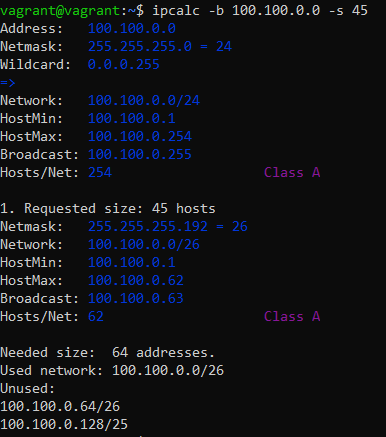 vagrant@vagrant:~$ ipcalc -b 100.100.0.0 -s 45
Address: 100.100.0.0
Netmask: 255.255.255.0 = 24
Wildcard: 0.0.0.255
=>
Network: 100.100.0.0/24
HostMin: 100.100.0.1
HostMax: 100.100.0.254
Broadcast: 100.100.0.255
Hosts/Net: 254 Class A
1. Requested size: 45 hosts
Netmask: 255.255.255.192 = 26
Network: 100.100.0.0/26
HostMin: 100.100.0.1
HostMax: 100.100.0.62
Broadcast: 100.100.0.63
Hosts/Net: 62 Class A
Needed size: 64 addresses.
Used network: 100.100.0.0/26
Unused:
100.100.0.64/26
100.100.0.128/25